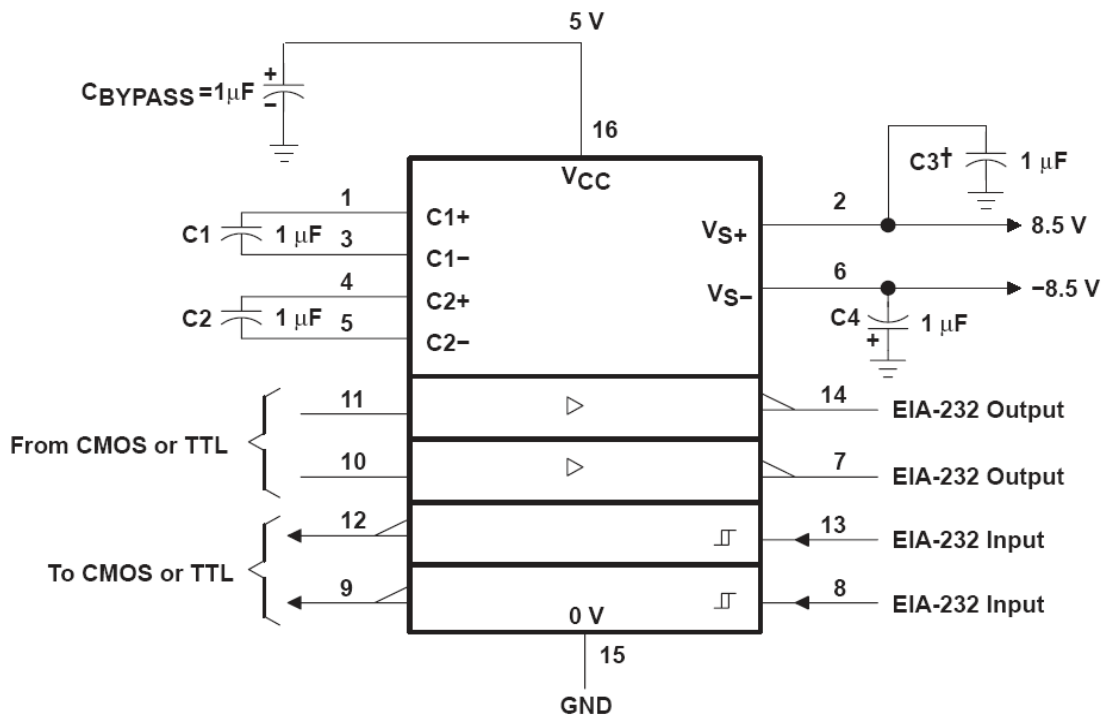 5 V
CBYPASS = 1µF
+
−
16
VCC
C3†
1 µF
1
C1+
C1
1 µF
3
C1−
2
VS+
8.5 V
4
C2+
C2
1 µF
5
C2−
6
VS−
−8.5 V
C4
+
1 µF
11
14
EIA-232 Output
From CMOS or TTL
10
7
EIA-232 Output
12
13
EIA-232 Input
To CMOS or TTL
9
8
EIA-232 Input
0 V
15
GND